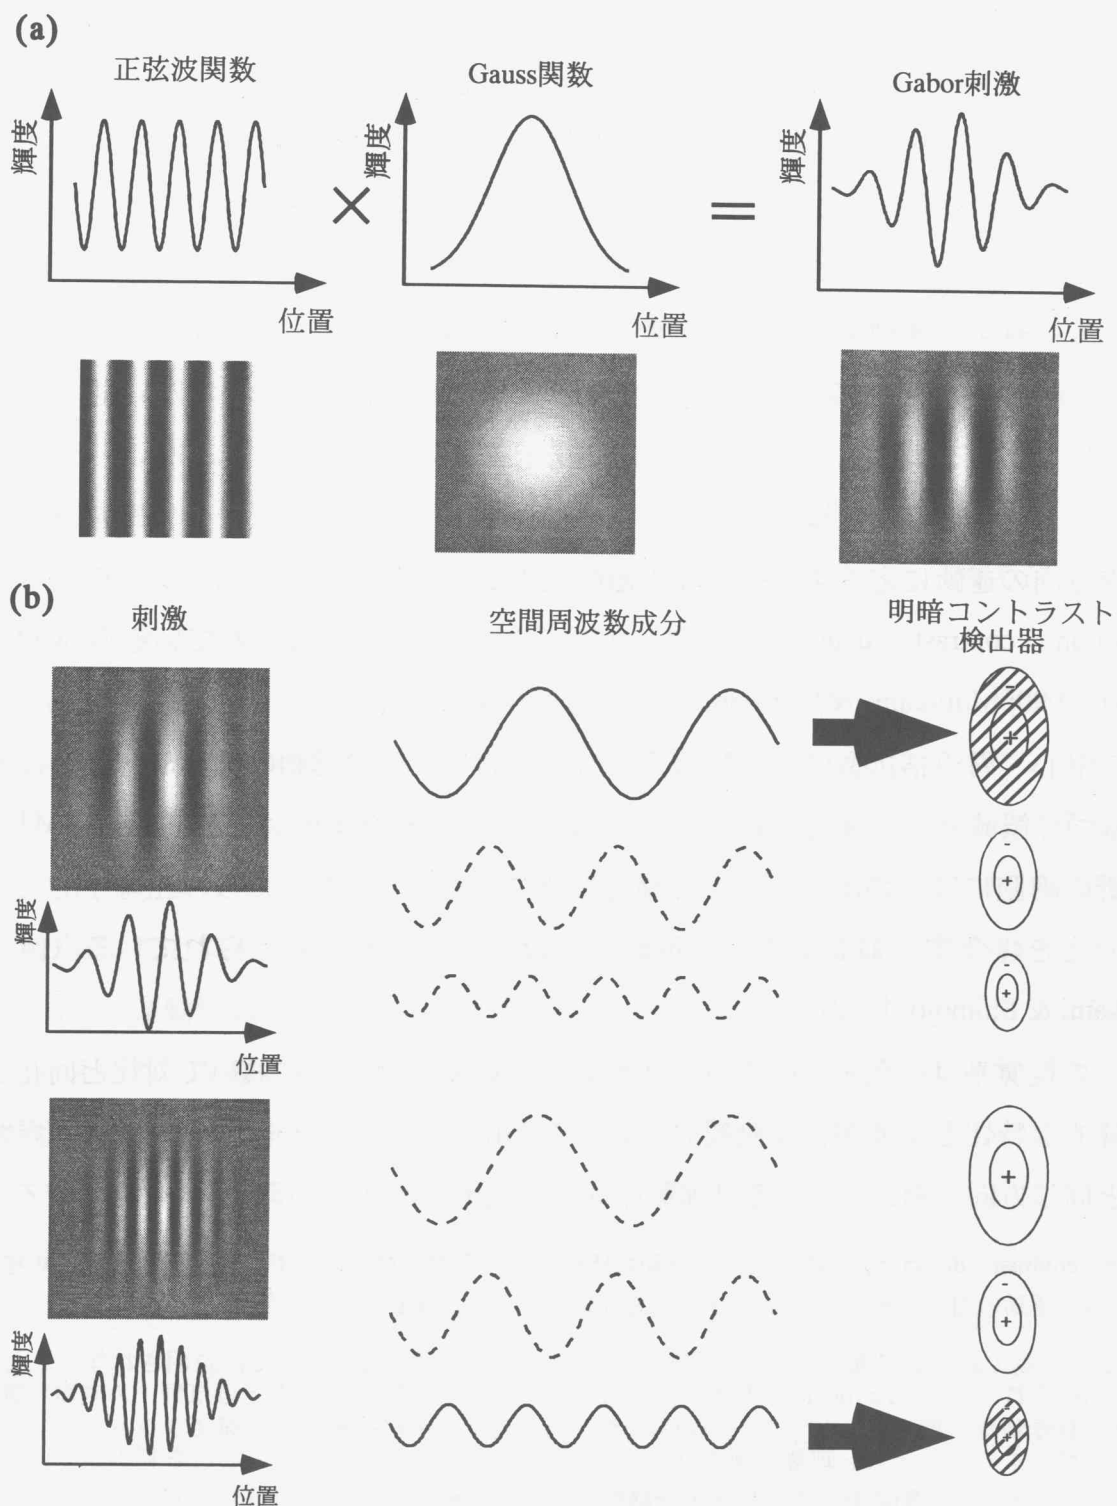 (a)
正弦波関数
Gauss関数
Gabor刺激
輝度
輝度
輝度
×
=
位置
位置
位置
(b)
刺激
空間周波数成分
明暗コントラスト
検出器
-
+
-
+
-
+
輝度
位置
-
+
-
+
-
+
輝度
位置